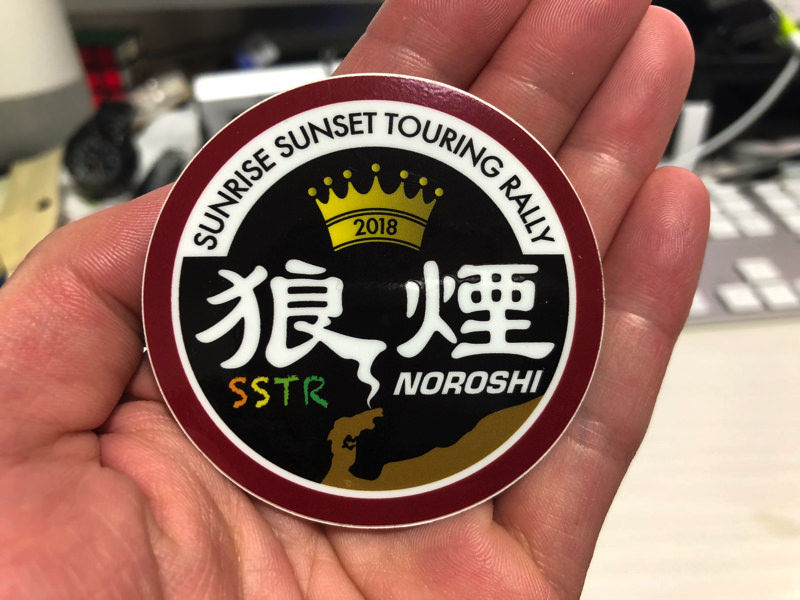 SUNRISE SUNSET TOURING RALLY
2018
狼煙
SSTR
NOROSHI